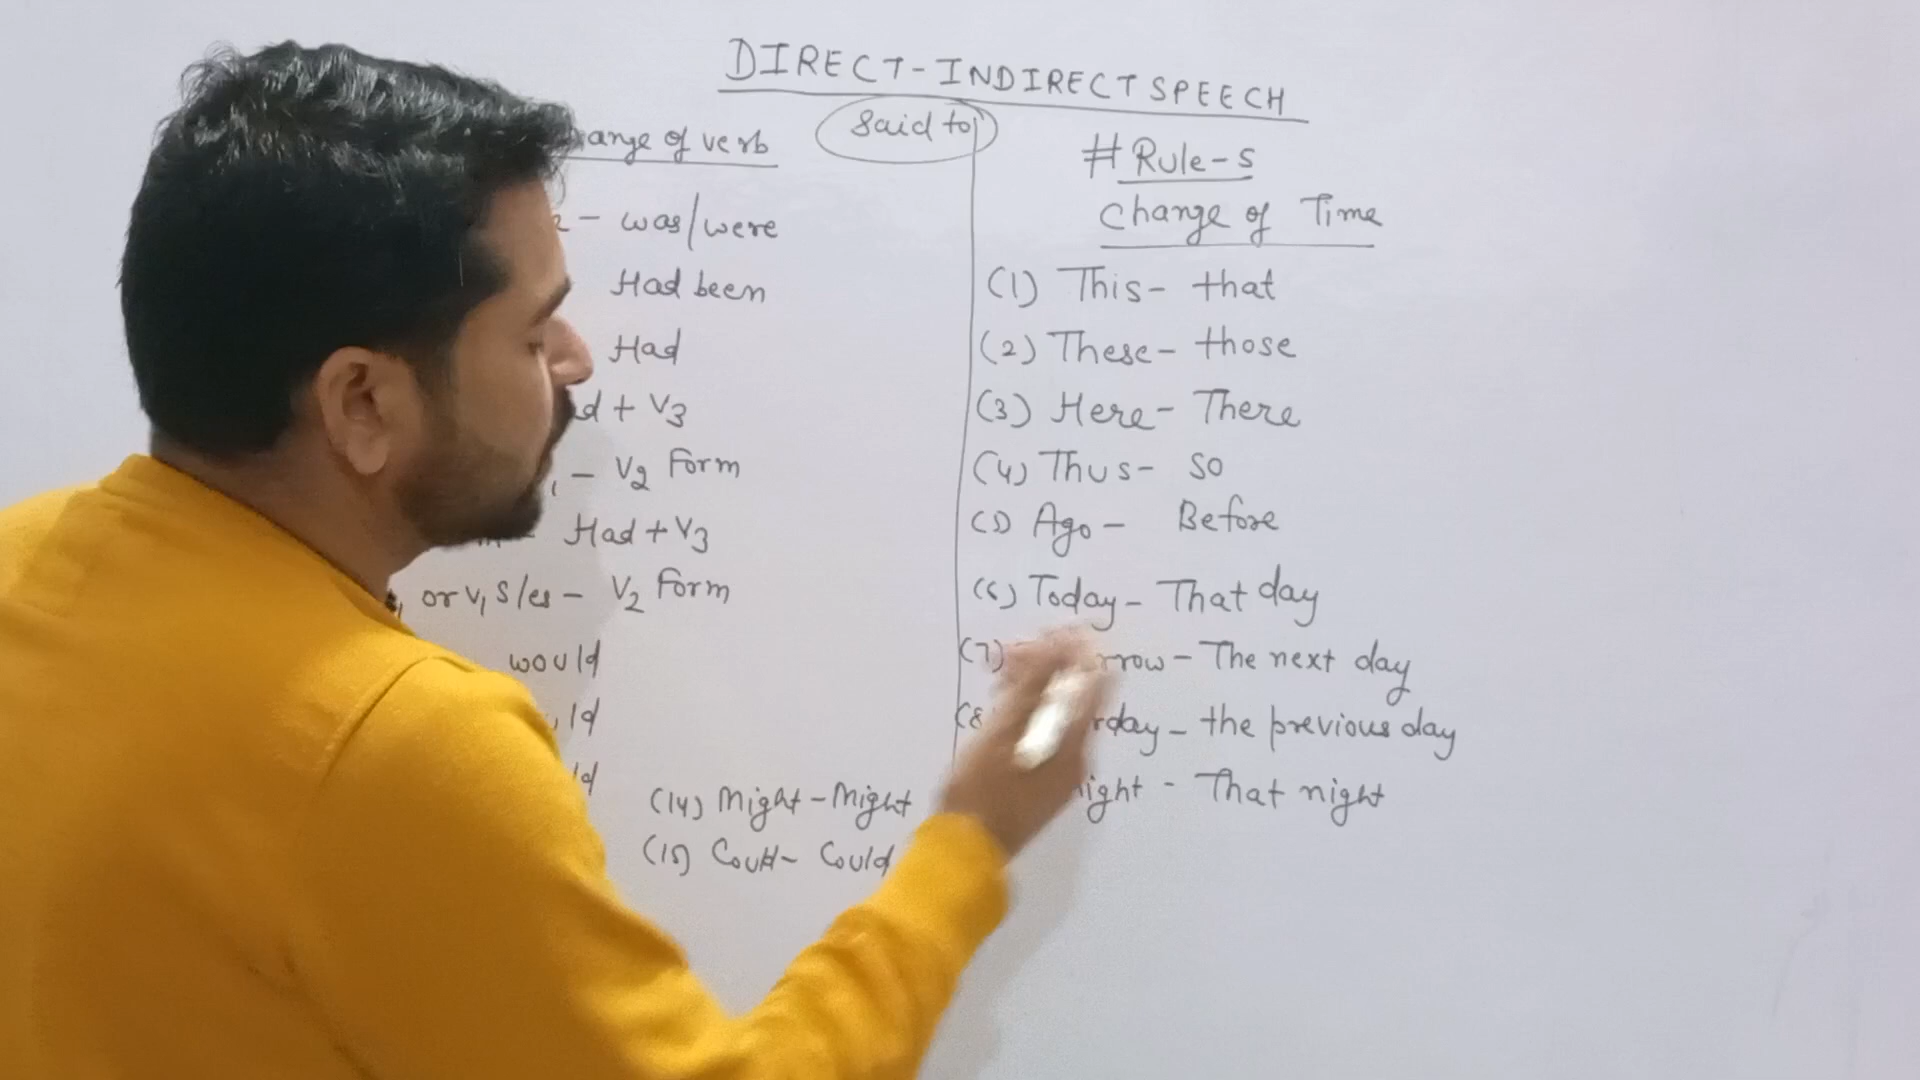 DIRECT-INDIRECT SPEECH
Said to
of verb
- was/were
Had been
Had
+ V3
- V2 Form
Had + V3
or V1 s/es - V2 Form
would
(14) Might - Might
(15) Could - Could
# Rule-5
Change of Time
(1) This - that
(2) These - those
(3) Here - There
(4) Thus - so
(5) Ago - Before
(6) Today - That day
(7) - The next day
(8) - the previous day
- That night